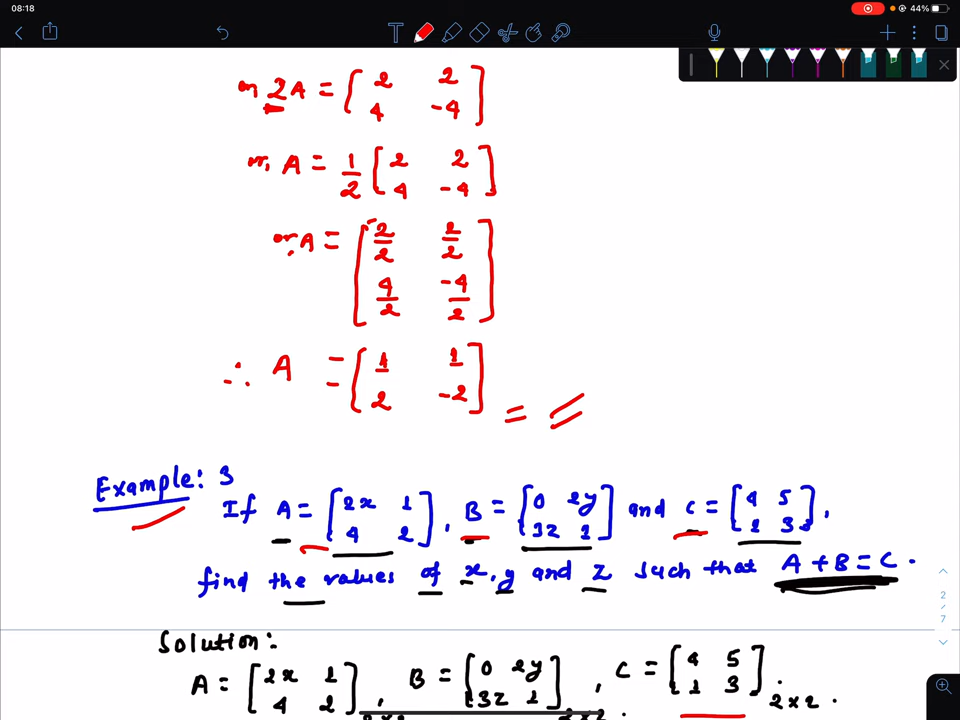 08:18
44%
or, 2A = [ 2 2
4 -4 ]
or, A = 1/2 [ 2 2
4 -4 ]
or, A = [ 2/2 2/2
4/2 -4/2 ]
∴ A = [ 1 1
2 -2 ]
Example: 3
If A = [ 2x 1
4 2 ], B = [ 0 2y
3z 1 ] and C = [ 4 5
1 3 ],
find the values of x, y and z such that A + B = C.
2
/
7
Solution:
A = [ 2x 1
4 2 ], B = [ 0 2y
3z 1 ], C = [ 4 5
1 3 ] 2×2.